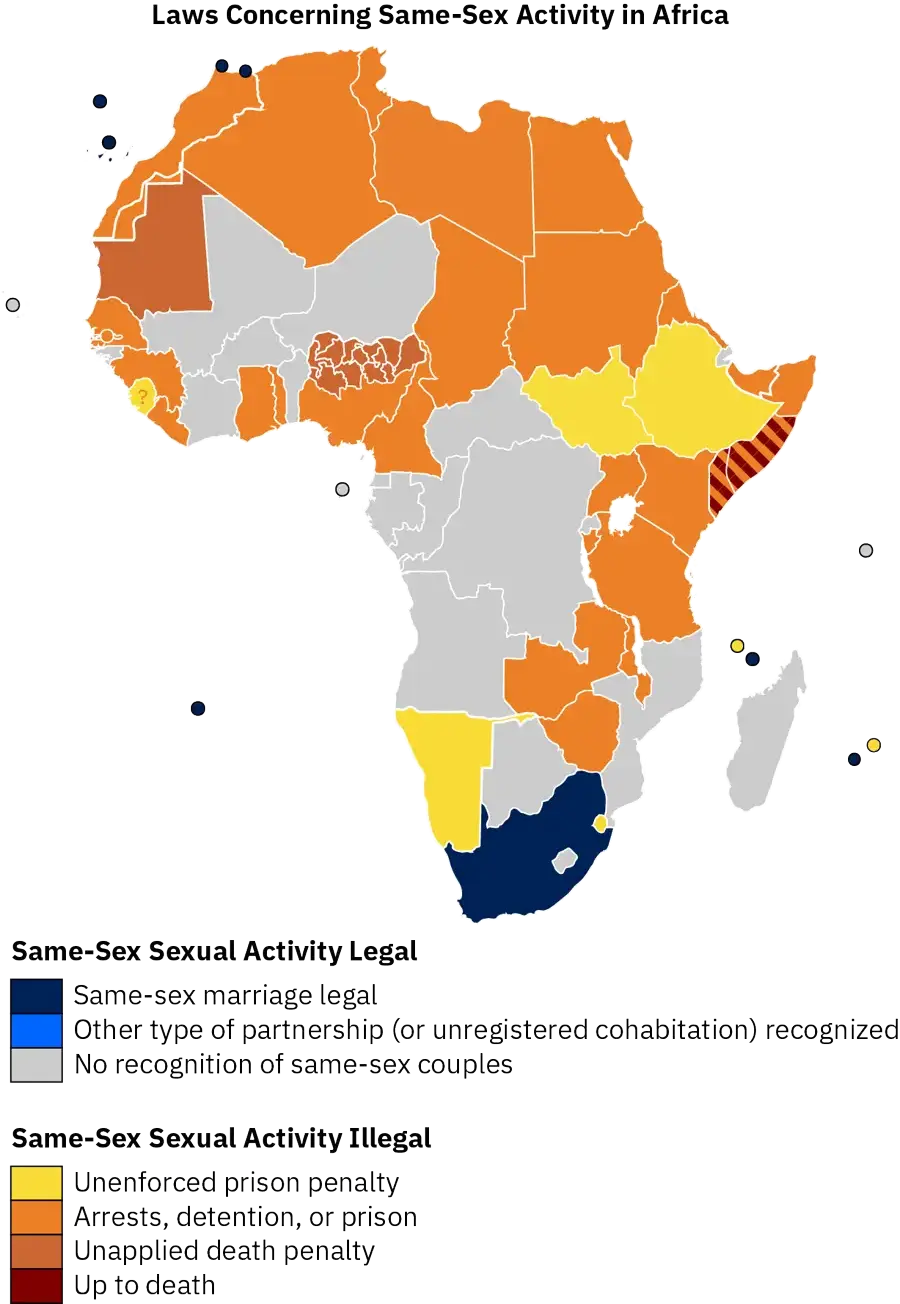 Laws Concerning Same-Sex Activity in Africa
?
Same-Sex Sexual Activity Legal
Same-sex marriage legal
Other type of partnership (or unregistered cohabitation) recognized
No recognition of same-sex couples
Same-Sex Sexual Activity Illegal
Unenforced prison penalty
Arrests, detention, or prison
Unapplied death penalty
Up to death